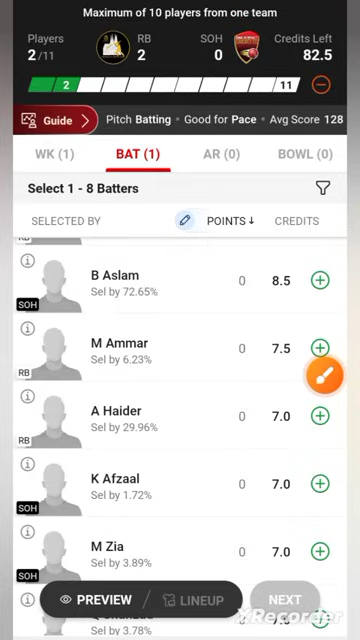 Maximum of 10 players from one team
Players
2/11
RB
2
SOH
0
Credits Left
82.5
2
11
Guide
Pitch Batting • Good for Pace • Avg Score 128
WK (1)
BAT (1)
AR (0)
BOWL (0)
Select 1 - 8 Batters
SELECTED BY
POINTS↓
CREDITS
RB
B Aslam
Sel by 72.65%
0
8.5
SOH
M Ammar
Sel by 6.23%
0
7.5
RB
A Haider
Sel by 29.96%
0
7.0
RB
K Afzaal
Sel by 1.72%
0
7.0
SOH
M Zia
Sel by 3.89%
0
7.0
SOH
PREVIEW
LINEUP
NEXT
Sel by 3.78%
XRecorder